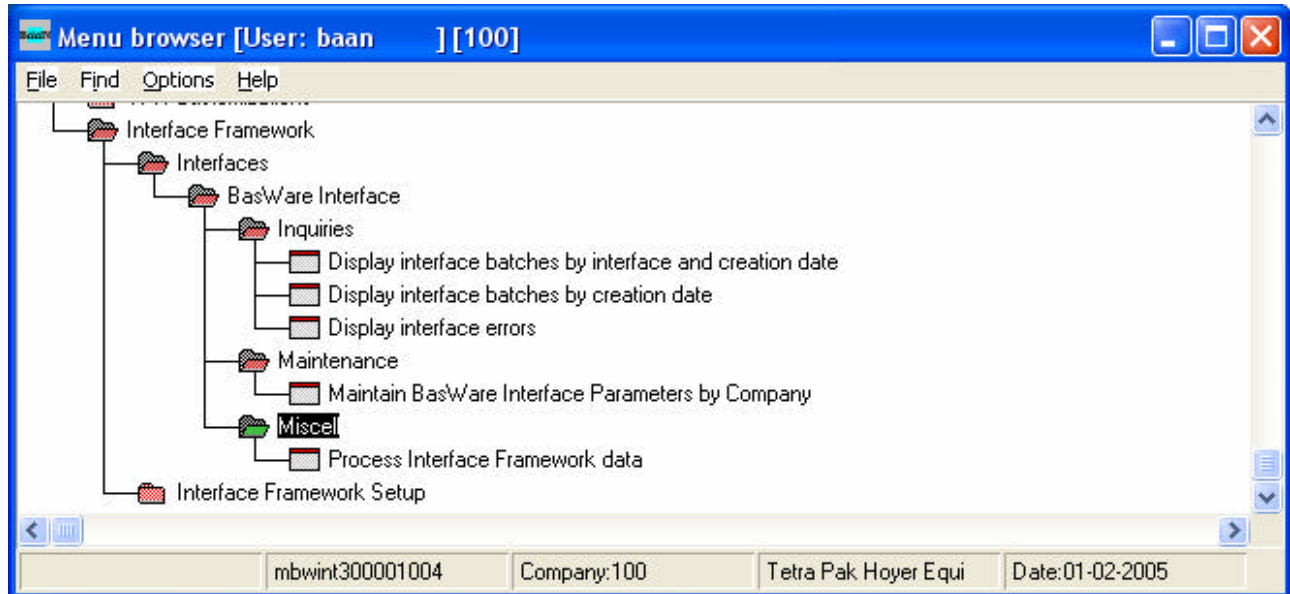 Menu browser [User: baan ] [100]
File Find Options Help
Interface Framework
Interfaces
BasWare Interface
Inquiries
Display interface batches by interface and creation date
Display interface batches by creation date
Display interface errors
Maintenance
Maintain BasWare Interface Parameters by Company
Miscel
Process Interface Framework data
Interface Framework Setup
mbwint300001004 Company:100 Tetra Pak Hoyer Equi Date:01-02-2005